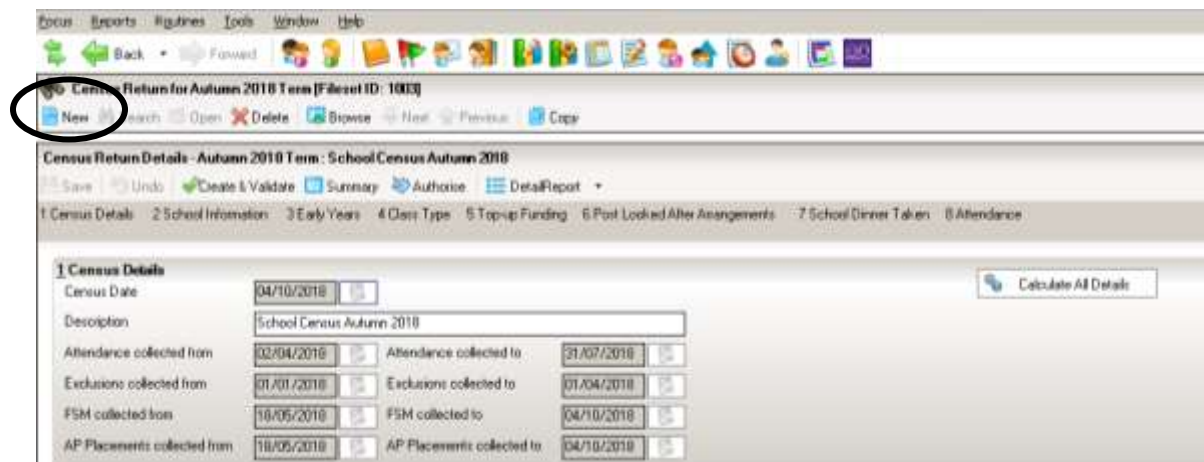 Focus Reports Routines Tools Window Help
Back Forward
Census Return for Autumn 2018 Term [Fileset ID: 1003]
New Search Open Delete Browse Next Previous Copy
Census Return Details - Autumn 2018 Term : School Census Autumn 2018
Save Undo Create & Validate Summary Authorise DetailReport
1 Census Details 2 School Information 3 Early Years 4 Class Type 5 Top-up Funding 6 Post Looked After Arrangements 7 School Dinner Taken 8 Attendance
1 Census Details
Calculate All Details
Census Date 04/10/2018
Description School Census Autumn 2018
Attendance collected from 02/04/2018 Attendance collected to 31/07/2018
Exclusions collected from 01/01/2018 Exclusions collected to 01/04/2018
FSM collected from 18/05/2018 FSM collected to 04/10/2018
AP Placements collected from 18/05/2018 AP Placements collected to 04/10/2018